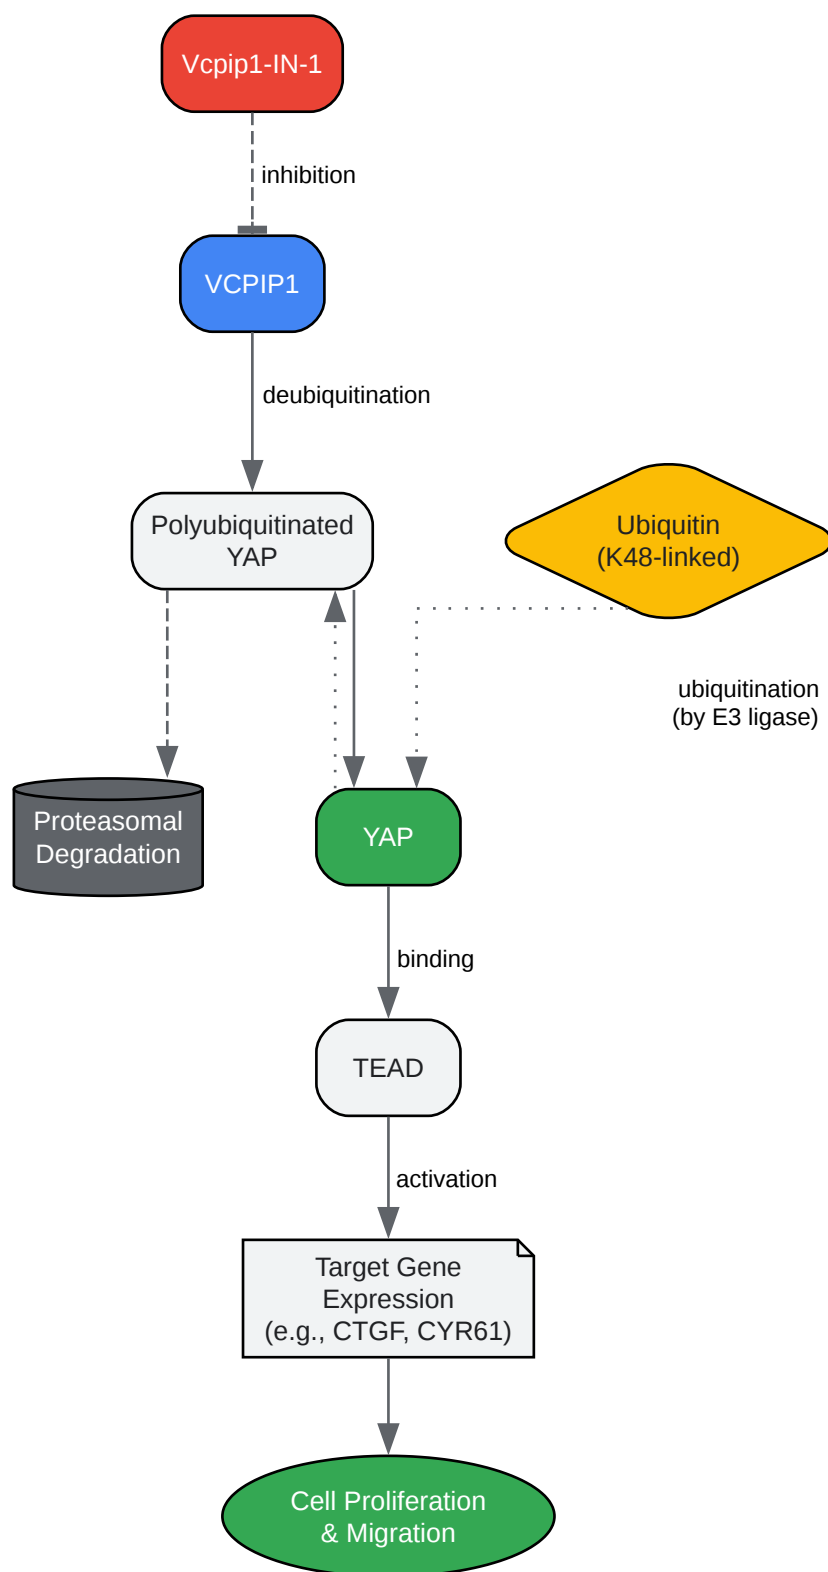 Vcpip1-IN-1
inhibition
VCPIP1
deubiquitination
Polyubiquitinated
YAP
Ubiquitin
(K48-linked)
ubiquitination
(by E3 ligase)
Proteasomal
Degradation
YAP
binding
TEAD
activation
Target Gene
Expression
(e.g., CTGF, CYR61)
Cell Proliferation
& Migration